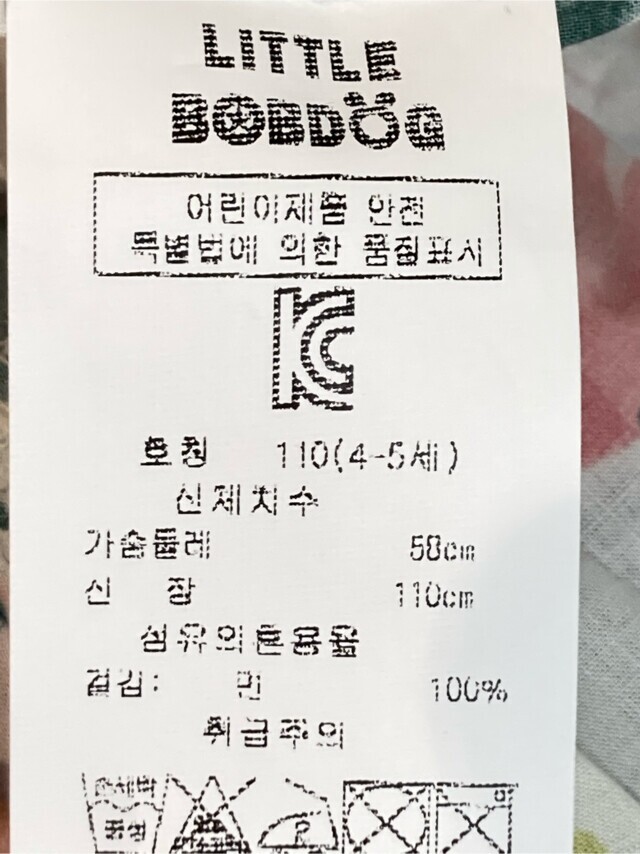 LITTLE
BOBDOG
어린이제품 안전
특별법에 의한 품질표시
KC
호칭 110(4-5세)
신체치수
가슴둘레 58cm
신 장 110cm
섬유의혼용율
겉감: 면 100%
취급주의